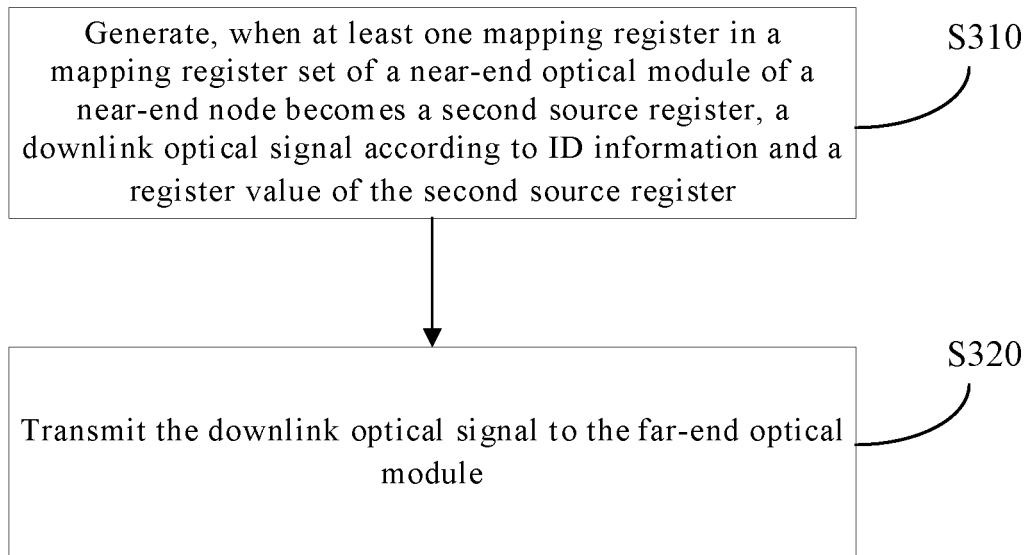 Generate, when at least one mapping register in a
mapping register set of a near-end optical module of a
near-end node becomes a second source register, a
downlink optical signal according to ID information and a
register value of the second source register
S310
Transmit the downlink optical signal to the far-end optical
module
S320